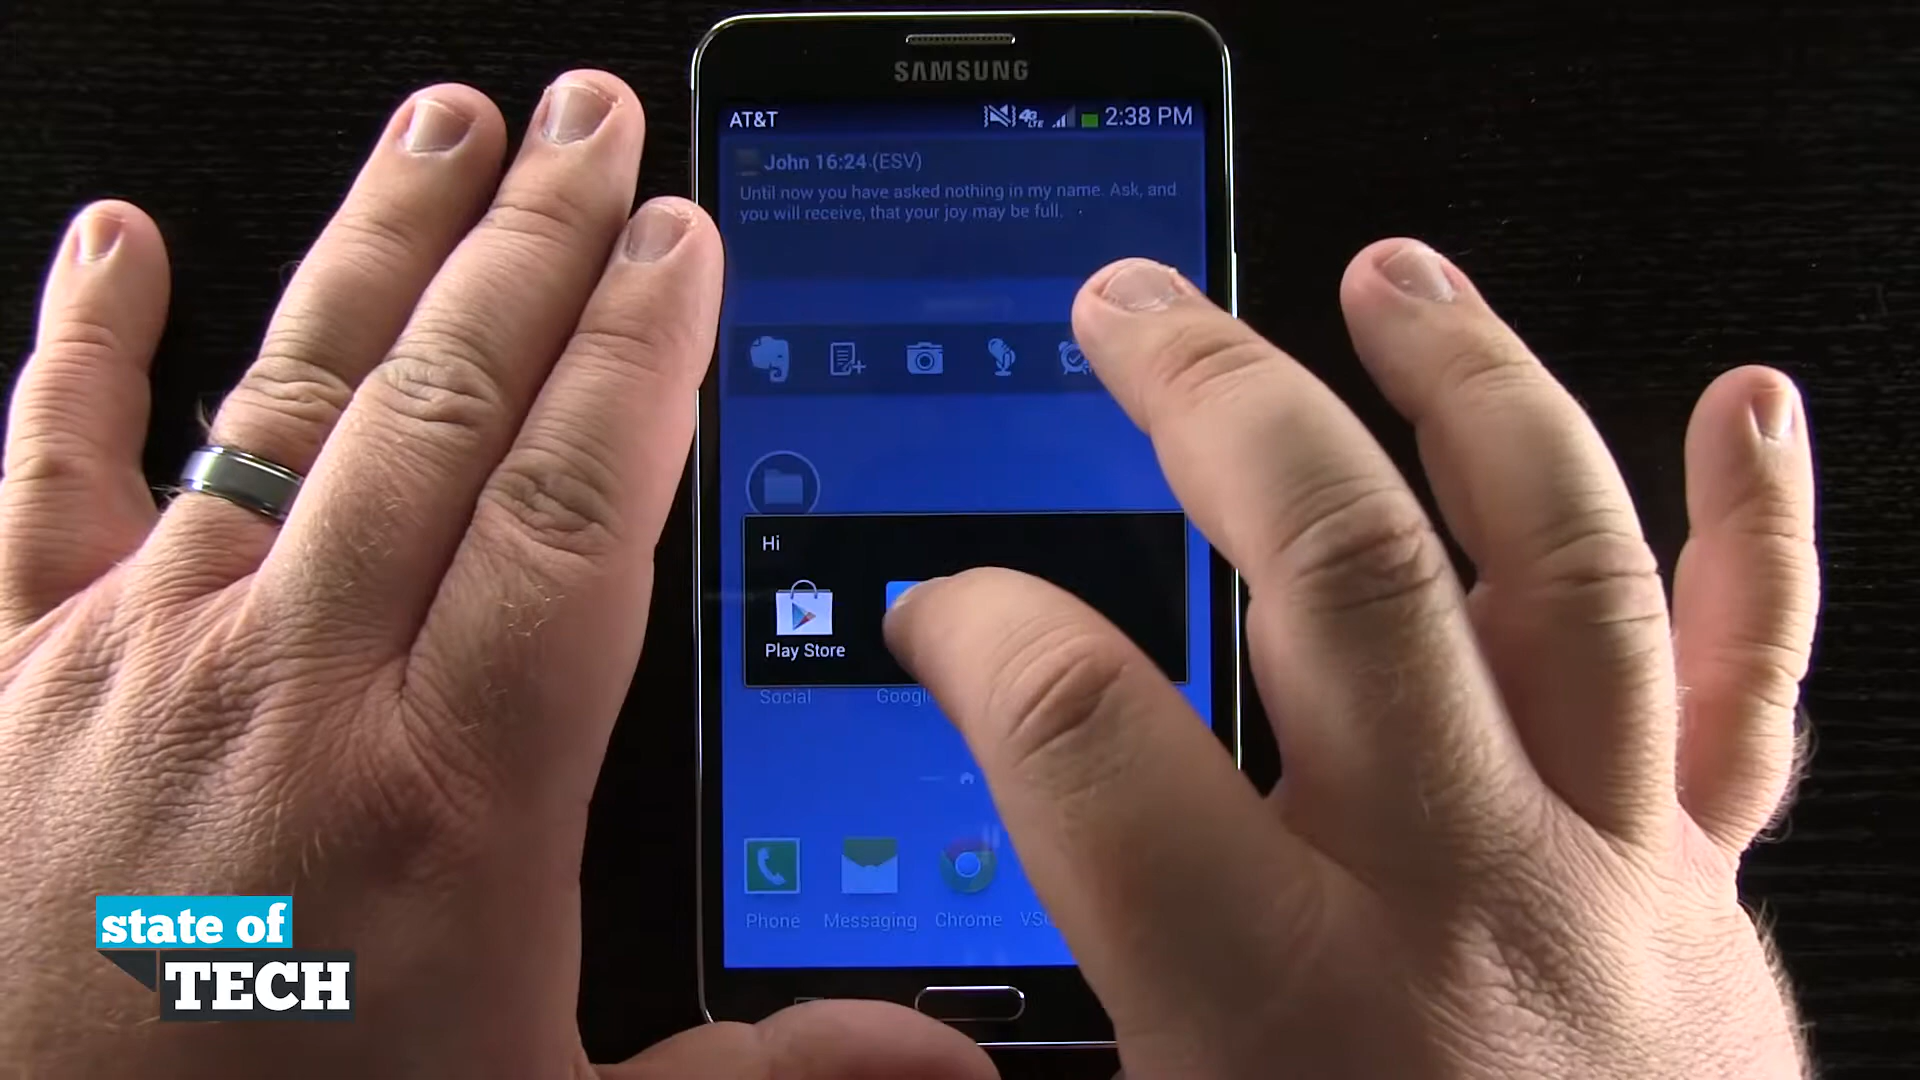 SAMSUNG
AT&T 4G LTE 2:38 PM
John 16:24 (ESV)
Until now you have asked nothing in my name. Ask, and
you will receive, that your joy may be full.
Hi
Play Store
Social
Phone Messaging Chrome
state of
TECH